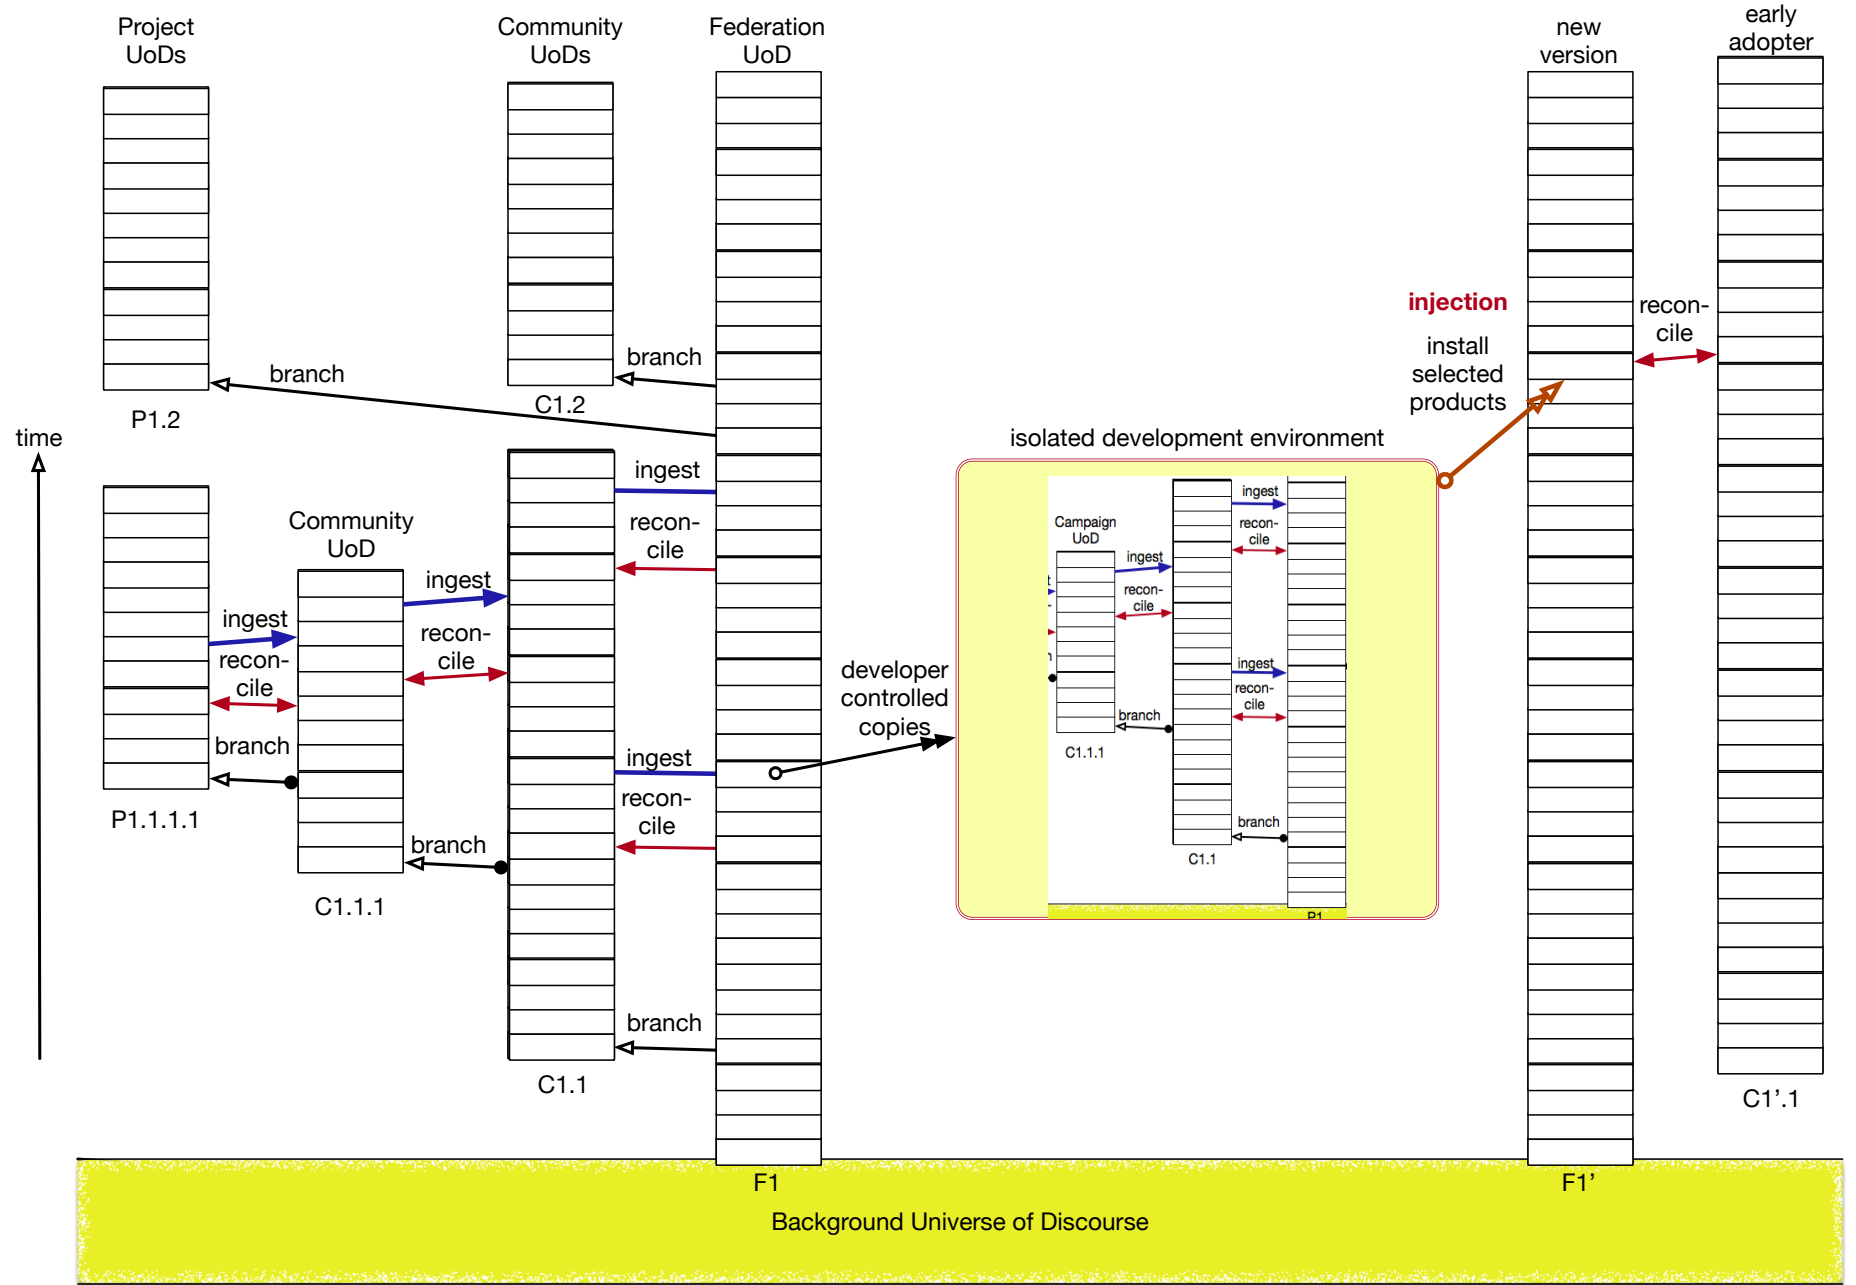 Project
UoDs
Community
UoDs
Federation
UoD
new
version
early
adopter
injection
install
selected
products
recon-
cile
branch
branch
C1.2
P1.2
time
ingest
recon-
cile
Community
UoD
ingest
ingest
recon-
cile
recon-
cile
branch
P1.1.1.1
branch
C1.1.1
ingest
recon-
cile
branch
C1.1
developer
controlled
copies
isolated development environment
Campaign
UoD
ingest
recon-
cile
ingest
recon-
cile
ingest
recon-
cile
branch
C1.1.1
branch
C1.1
P1
C1’.1
F1
F1’
Background Universe of Discourse